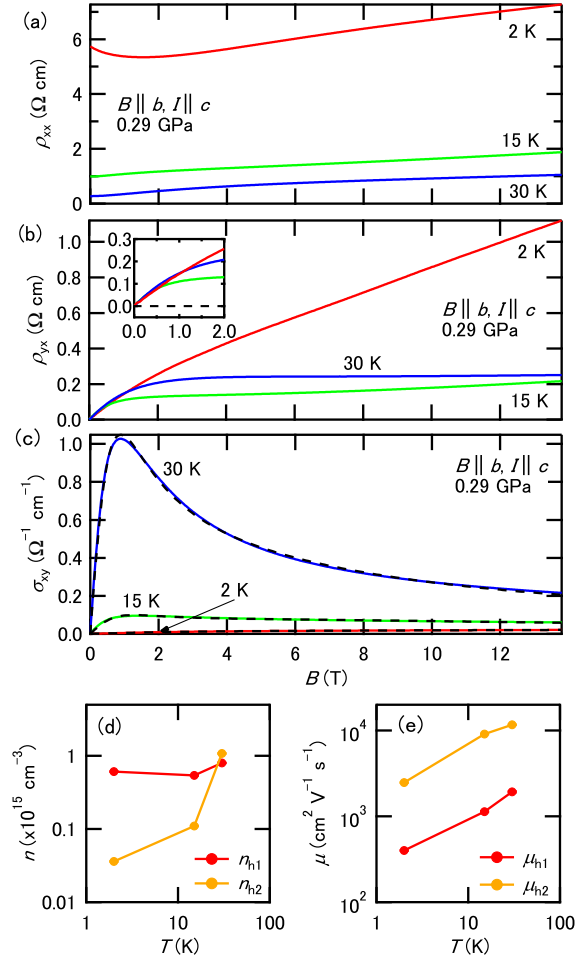 (a)
6
4
2
0
ρxx (Ω cm)
2 K
B || b, I || c
0.29 GPa
15 K
30 K
(b)
1.0
0.8
0.6
0.4
0.2
0.0
ρyx (Ω cm)
0.3
0.2
0.1
0.0
0.0 1.0 2.0
2 K
B || b, I || c
0.29 GPa
30 K
15 K
(c)
1.0
0.8
0.6
0.4
0.2
0.0
σxy (Ω⁻¹ cm⁻¹)
30 K
B || b, I || c
0.29 GPa
15 K
2 K
0 2 4 6 8 10 12
B (T)
(d)
1
0.1
0.01
n (x10¹⁵ cm⁻³)
nh1
nh2
1 10 100
T (K)
(e)
10⁴
10³
10²
μ (cm² V⁻¹ s⁻¹)
μh1
μh2
1 10 100
T (K)